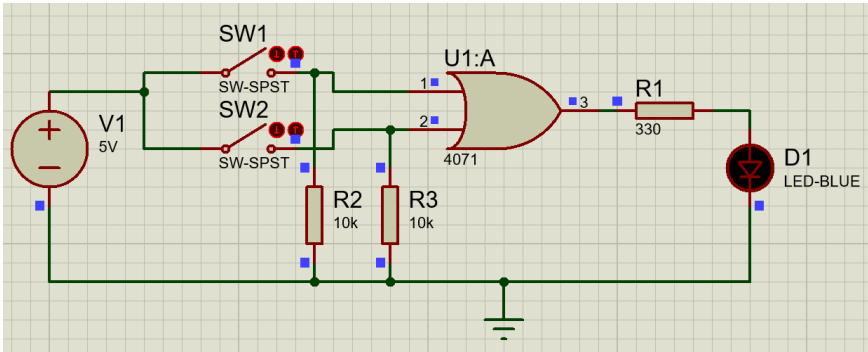 SW1
SW-SPST
SW2
SW-SPST
V1
5V
U1:A
1
2
3
4071
R1
330
D1
LED-BLUE
R2
10k
R3
10k